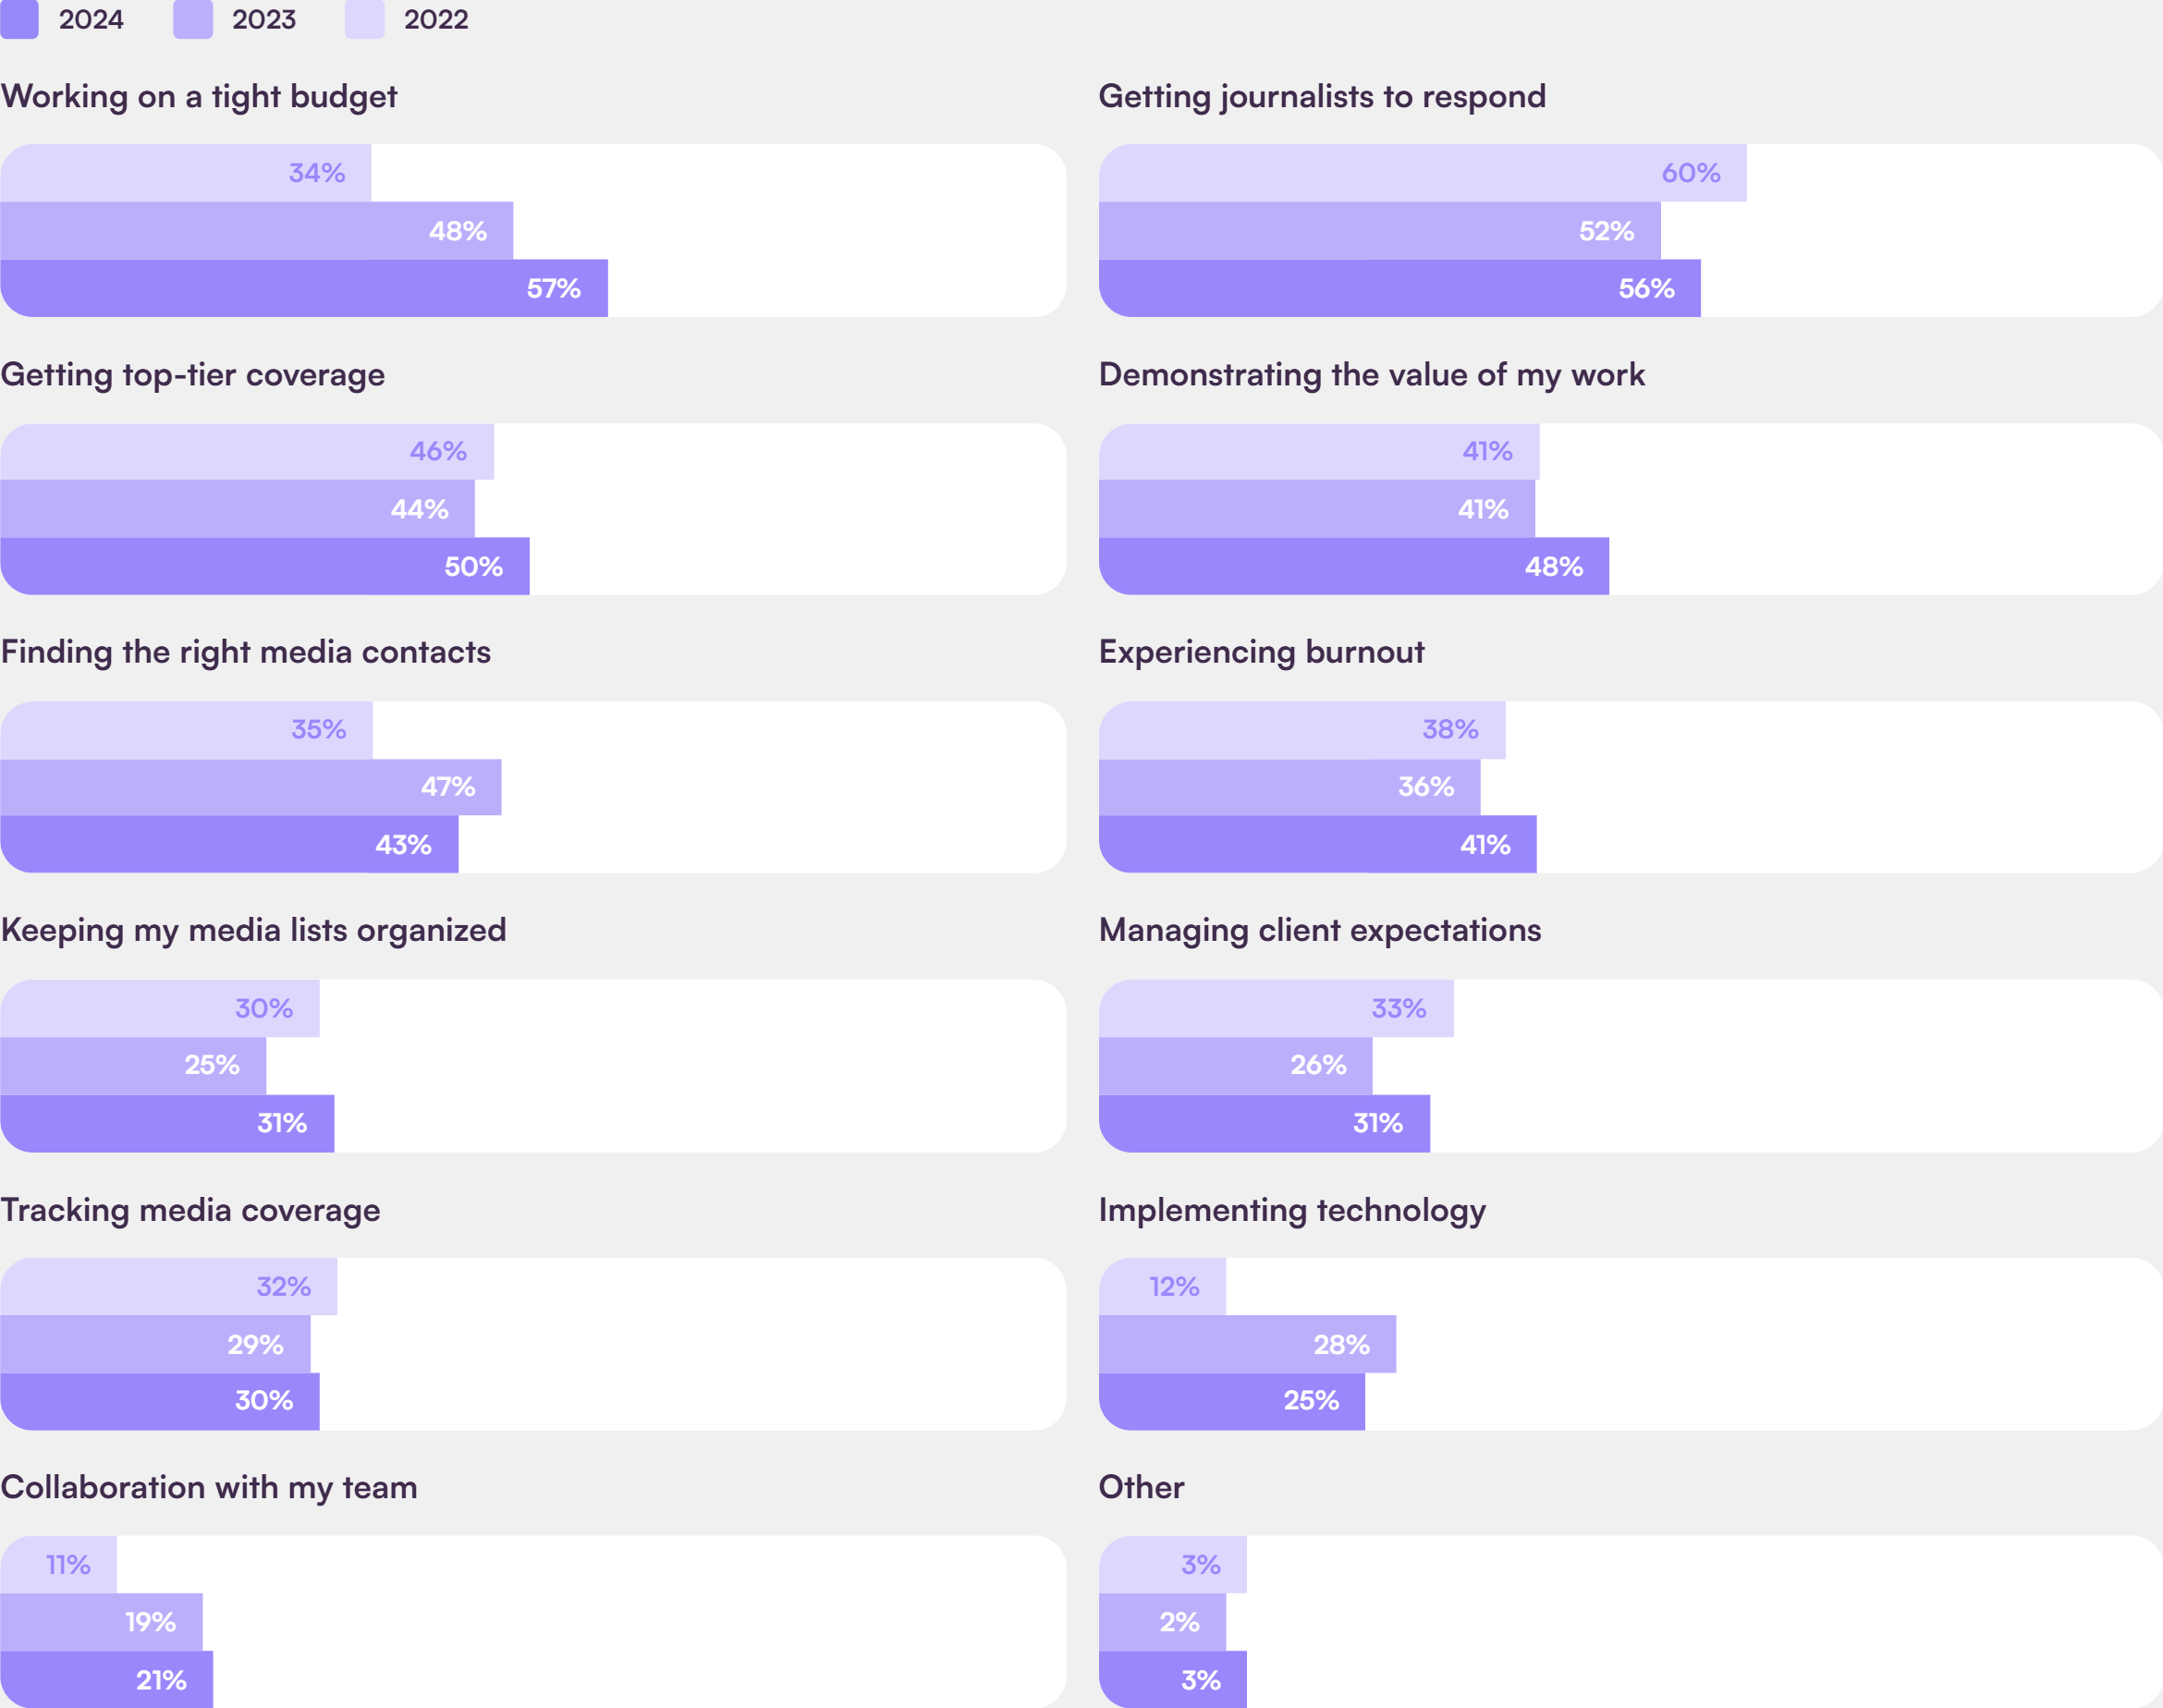 2024 2023 2022
Working on a tight budget
34%
48%
57%
Getting journalists to respond
60%
52%
56%
Getting top-tier coverage
46%
44%
50%
Demonstrating the value of my work
41%
41%
48%
Finding the right media contacts
35%
47%
43%
Experiencing burnout
38%
36%
41%
Keeping my media lists organized
30%
25%
31%
Managing client expectations
33%
26%
31%
Tracking media coverage
32%
29%
30%
Implementing technology
12%
28%
25%
Collaboration with my team
11%
19%
21%
Other
3%
2%
3%